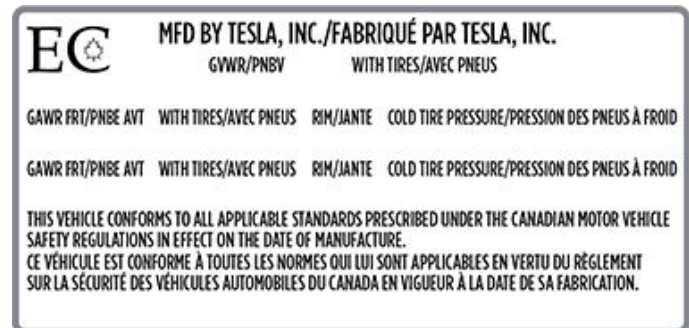 EC
MFD BY TESLA, INC./FABRIQUÉ PAR TESLA, INC.
GVWR/PNBV WITH TIRES/AVEC PNEUS
GAWR FRT/PNBE AVT WITH TIRES/AVEC PNEUS RIM/JANTE COLD TIRE PRESSURE/PRESSION DES PNEUS À FROID
GAWR FRT/PNBE AVT WITH TIRES/AVEC PNEUS RIM/JANTE COLD TIRE PRESSURE/PRESSION DES PNEUS À FROID
THIS VEHICLE CONFORMS TO ALL APPLICABLE STANDARDS PRESCRIBED UNDER THE CANADIAN MOTOR VEHICLE
SAFETY REGULATIONS IN EFFECT ON THE DATE OF MANUFACTURE.
CE VÉHICULE EST CONFORME À TOUTES LES NORMES QUI LUI SONT APPLICABLES EN VERTU DU RÈGLEMENT
SUR LA SÉCURITÉ DES VÉHICULES AUTOMOBILES DU CANADA EN VIGUEUR À LA DATE DE SA FABRICATION.